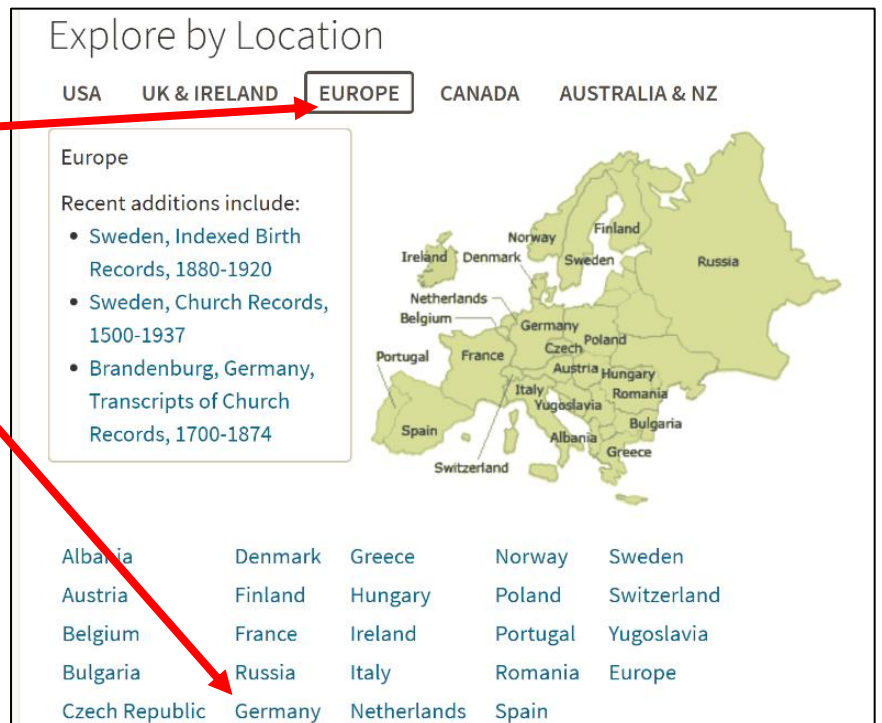 Explore by Location
USA UK & IRELAND EUROPE CANADA AUSTRALIA & NZ
Europe
Recent additions include:
• Sweden, Indexed Birth
Records, 1880-1920
• Sweden, Church Records,
1500-1937
• Brandenburg, Germany,
Transcripts of Church
Records, 1700-1874
Norway
Finland
Ireland
Denmark
Sweden
Russia
Netherlands
Belgium
Germany
Poland
Czech
Portugal
France
Austria
Hungary
Italy
Romania
Yugoslavia
Spain
Bulgaria
Albania
Greece
Switzerland
Albania Denmark Greece Norway Sweden
Austria Finland Hungary Poland Switzerland
Belgium France Ireland Portugal Yugoslavia
Bulgaria Russia Italy Romania Europe
Czech Republic Germany Netherlands Spain